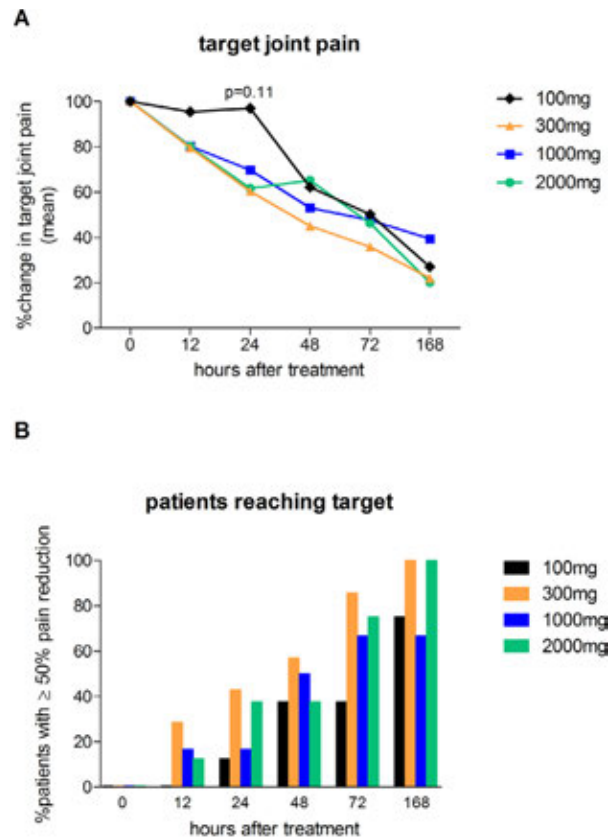 A
target joint pain
p=0.11
100
80
60
40
20
0
%change in target joint pain
(mean)
0 12 24 48 72 168
hours after treatment
100mg
300mg
1000mg
2000mg
B
patients reaching target
100
80
60
40
20
0
%patients with ≥ 50% pain reduction
0 12 24 48 72 168
hours after treatment
100mg
300mg
1000mg
2000mg